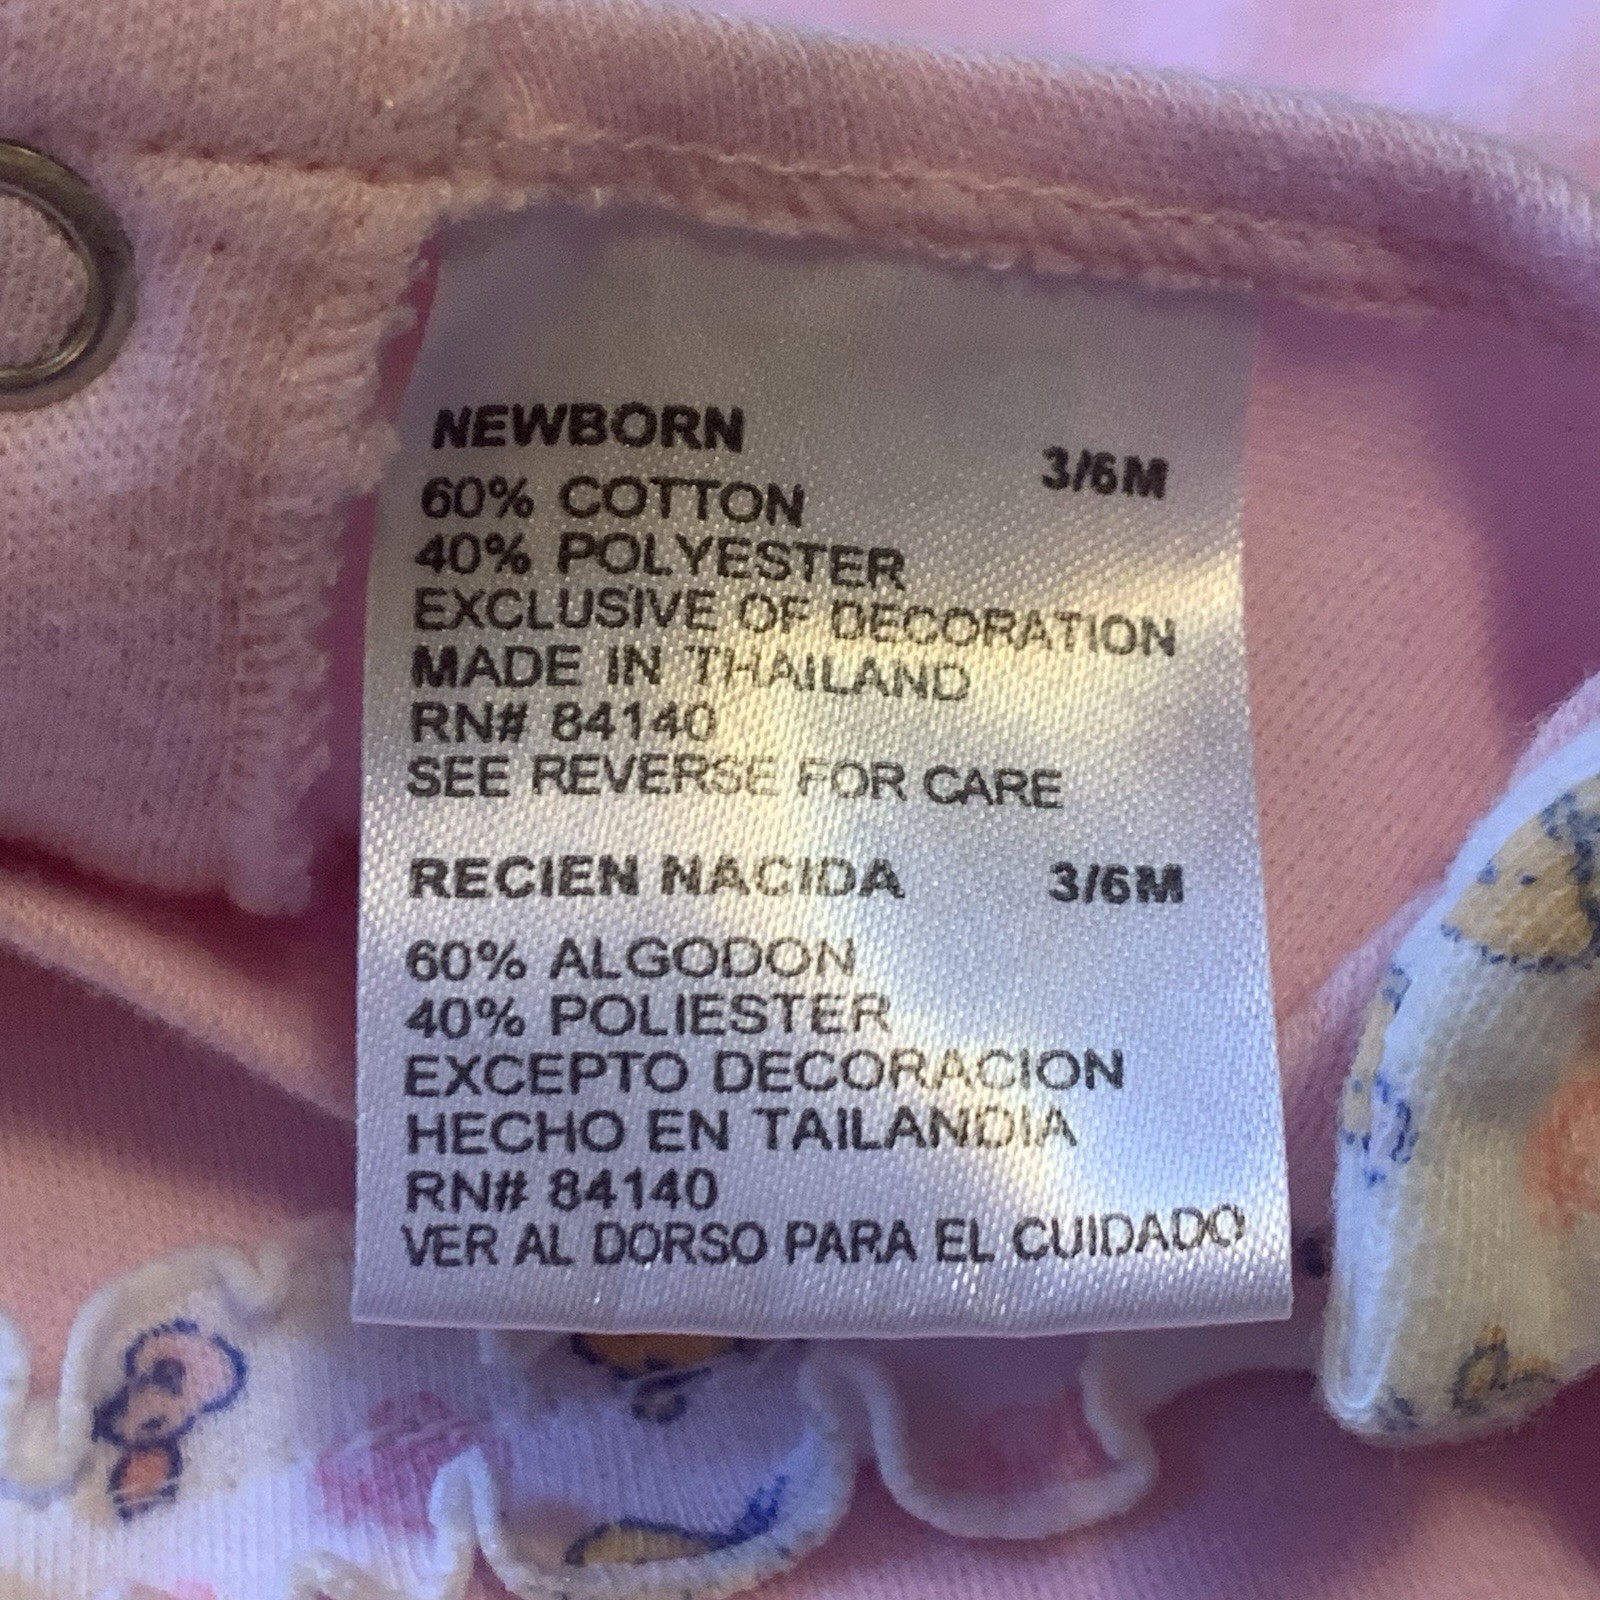 NEWBORN 3/6M
60% COTTON
40% POLYESTER
EXCLUSIVE OF DECORATION
MADE IN THAILAND
RN# 84140
SEE REVERSE FOR CARE
RECIEN NACIDA 3/6M
60% ALGODON
40% POLIESTER
EXCEPTO DECORACION
HECHO EN TAILANDIA
RN# 84140
VER AL DORSO PARA EL CUIDADO